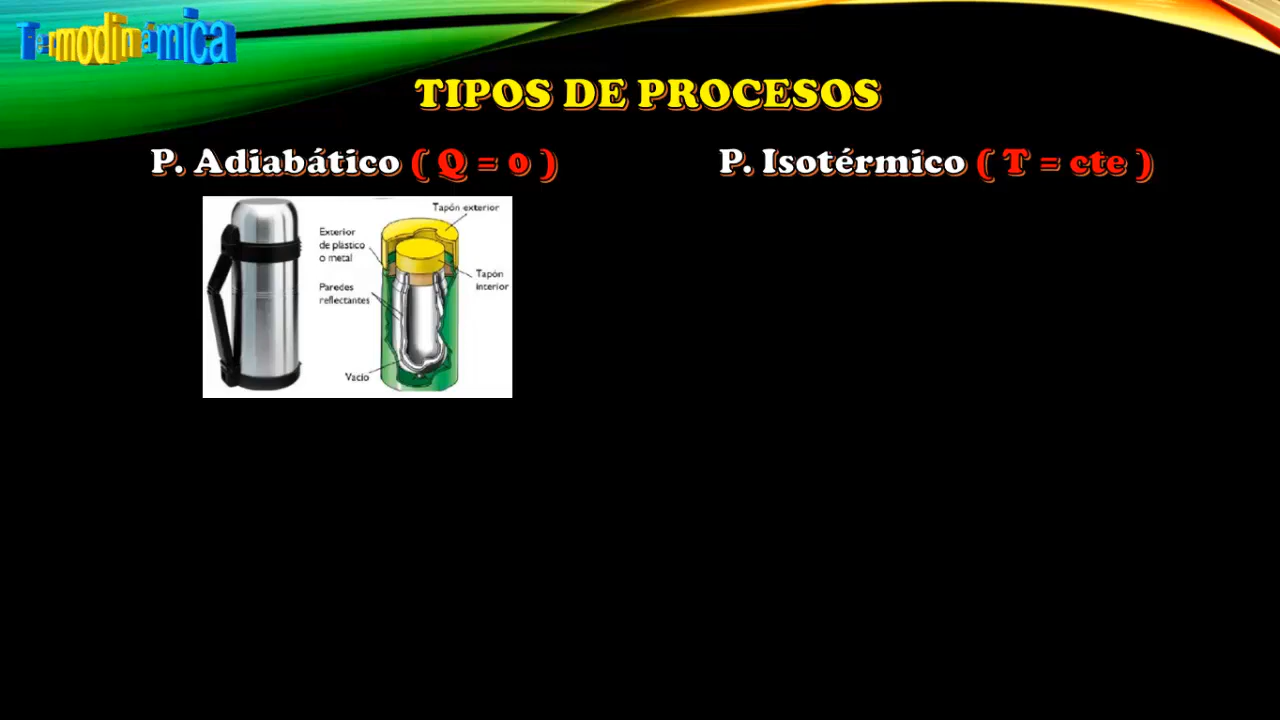 Termodinámica
TIPOS DE PROCESOS
P. Adiabático ( Q = 0 )
P. Isotérmico ( T = cte )
Tapón exterior
Exterior
de plástico
o metal
Tapón
interior
Paredes
reflectantes
Vacío